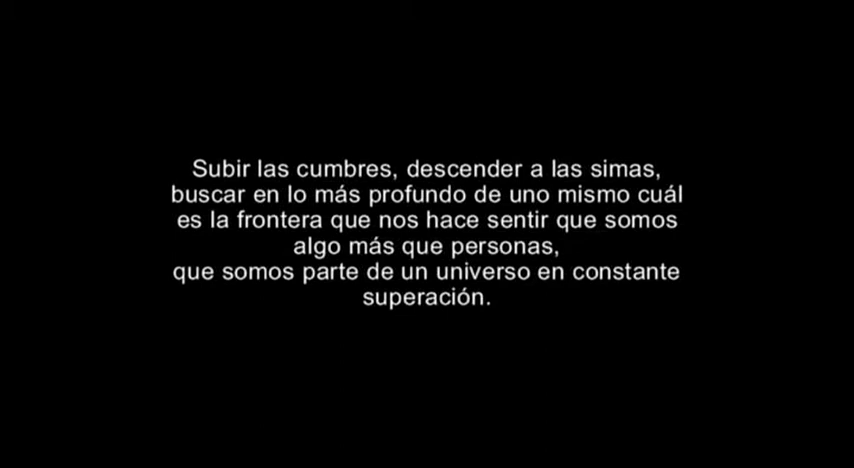 Subir las cumbres, descender a las simas,
buscar en lo más profundo de uno mismo cuál
es la frontera que nos hace sentir que somos
algo más que personas,
que somos parte de un universo en constante
superación.